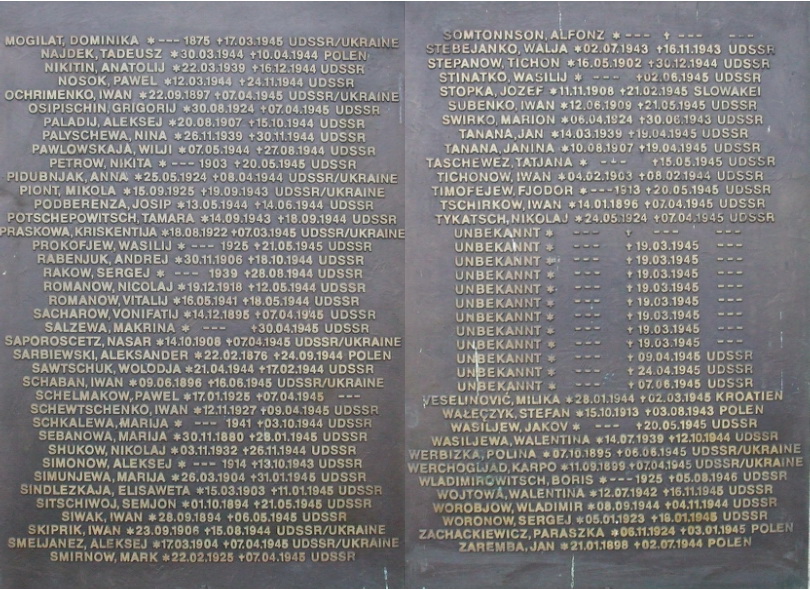 MOGILAT, DOMINIKA * --- 1875 †17.03.1945 UDSSR/UKRAINE
NAJDEK, TADEUSZ *30.03.1944 †10.04.1944 POLEN
NIKITIN, ANATOLIJ *22.03.1939 †16.12.1944 UDSSR
NOSOK, PAWEL *12.03.1944 †24.11.1944 UDSSR
OCHRIMENKO, IWAN *22.09.1897 †07.04.1945 UDSSR/UKRAINE
OSIPISCHIN, GRIGORIJ *30.08.1924 †07.04.1945 UDSSR
PALADIJ, ALEKSEJ *20.08.1907 †15.10.1944 UDSSR
PALYSCHEWA, NINA *26.11.1939 †30.11.1944 UDSSR
PAWLOWSKAJA, WILJI *07.05.1944 †27.08.1944 UDSSR
PETROW, NIKITA * --- 1903 †20.05.1945 UDSSR
PIDUBNJAK, ANNA *25.05.1924 †08.04.1944 UDSSR/UKRAINE
PIONT, MIKOLA *15.09.1925 †19.09.1943 UDSSR/UKRAINE
PODBERENZA, JOSIP *13.05.1944 †14.06.1944 UDSSR
POTSCHEPOWITSCH, TAMARA *14.09.1943 †18.09.1944 UDSSR
PRASKOWA, KRISKENTIJA *18.08.1922 †07.03.1945 UDSSR/UKRAINE
PROKOFJEW, WASILIJ * --- 1925 †21.05.1945 UDSSR
RABENJUK, ANDREJ *30.11.1906 †18.10.1944 UDSSR
RAKOW, SERGEJ * --- 1939 †28.08.1944 UDSSR
ROMANOW, NICOLAJ *19.12.1918 †12.05.1944 UDSSR
ROMANOW, VITALIJ *16.05.1941 †18.05.1944 UDSSR
SACHAROW, VONIFATIJ *14.12.1895 †07.04.1945 UDSSR
SALZEWA, MAKRINA * --- †30.04.1945 UDSSR
SAPOROSCETZ, NASAR *14.10.1908 †07.04.1945 UDSSR/UKRAINE
SARBIEWSKI, ALEKSANDER *22.02.1876 †24.09.1944 POLEN
SAWTSCHUK, WOLODJA *21.04.1944 †17.02.1944 UDSSR
SCHABAN, IWAN *09.06.1896 †16.06.1945 UDSSR/UKRAINE
SCHELMAKOW, PAWEL *17.01.1925 †07.04.1945 ---
SCHEWTSCHENKO, IWAN *12.11.1927 †09.04.1945 UDSSR
SCHKALEWA, MARIJA * --- 1941 †03.10.1944 UDSSR
SEBANOWA, MARIJA *30.11.1880 †28.01.1945 UDSSR
SHUKOW, NIKOLAJ *03.11.1932 †26.11.1944 UDSSR
SIMONOW, ALEKSEJ * --- 1914 †13.10.1943 UDSSR
SIMUNJEWA, MARIJA *26.03.1904 †31.01.1945 UDSSR
SINDLEZKAJA, ELISAWETA *15.03.1903 †11.01.1945 UDSSR
SITSCHIWOJ, SEMJON *01.10.1894 †21.05.1945 UDSSR
SIWAK, IWAN *28.09.1894 †06.05.1945 UDSSR
SKIPRIK, IWAN *23.09.1906 †15.08.1944 UDSSR/UKRAINE
SMELJANEZ, ALEKSEJ *17.03.1904 †07.04.1945 UDSSR/UKRAINE
SMIRNOW, MARK *22.02.1925 †07.04.1945 UDSSR
SOMTONNSON, ALFONZ * --- † --- ---
STEBEJANKO, WALJA *02.07.1943 †16.11.1943 UDSSR
STEPANOW, TICHON *16.05.1902 †30.12.1944 UDSSR
STINATKO, WASILIJ * --- †02.06.1945 UDSSR
STOPKA, JOZEF *11.11.1908 †21.02.1945 SLOWAKEI
SUBENKO, IWAN *12.06.1909 †21.05.1945 UDSSR
SWIRKO, MARION *06.04.1924 †30.08.1943 UDSSR
TANANA, JAN *14.03.1939 †19.04.1945 UDSSR
TANANA, JANINA *10.08.1907 †19.04.1945 UDSSR
TASCHEWEZ, TATJANA * --- †15.05.1945 UDSSR
TICHONOW, IWAN *04.02.1903 †08.02.1944 UDSSR
TIMOFEJEW, FJODOR *---1913 †20.05.1945 UDSSR
TSCHIRKOW, IWAN *14.01.1896 †07.04.1945 UDSSR
TYKATSCH, NIKOLAJ *24.05.1924 †07.04.1945 UDSSR
UNBEKANNT * --- † --- ---
UNBEKANNT * --- †19.03.1945 ---
UNBEKANNT * --- †19.03.1945 ---
UNBEKANNT * --- †19.03.1945 ---
UNBEKANNT * --- †19.03.1945 ---
UNBEKANNT * --- †19.03.1945 ---
UNBEKANNT * --- †19.03.1945 ---
UNBEKANNT * --- †19.03.1945 ---
UNBEKANNT * --- †19.03.1945 ---
UNBEKANNT * --- †09.04.1945 UDSSR
UNBEKANNT * --- †24.04.1945 UDSSR
UNBEKANNT * --- †07.06.1945 UDSSR
VESELINOVIĆ, MILIKA *28.01.1944 †02.03.1945 KROATIEN
WAŁĘCZYK, STEFAN *15.10.1913 †03.08.1943 POLEN
WASILJEW, JAKOV * --- †20.05.1945 UDSSR
WASILJEWA, WALENTINA *14.07.1939 †12.10.1944 UDSSR
WERBIZKA, POLINA *07.10.1895 †06.06.1945 UDSSR/UKRAINE
WERCHOGLJAD, KARPO *11.09.1899 †07.04.1945 UDSSR/UKRAINE
WLADIMIROWITSCH, BORIS *---1925 †05.08.1945 UDSSR
WOJTOWA, WALENTINA *12.07.1942 †16.11.1945 UDSSR
WOROBJOW, WLADIMIR *08.09.1944 †04.11.1944 UDSSR
WORONOW, SERGEJ *05.01.1923 †19.01.1945 UDSSR
ZACHACKIEWICZ, PARASZKA *06.11.1924 †03.01.1945 POLEN
ZAREMBA, JAN *21.01.1898 †02.07.1944 POLEN